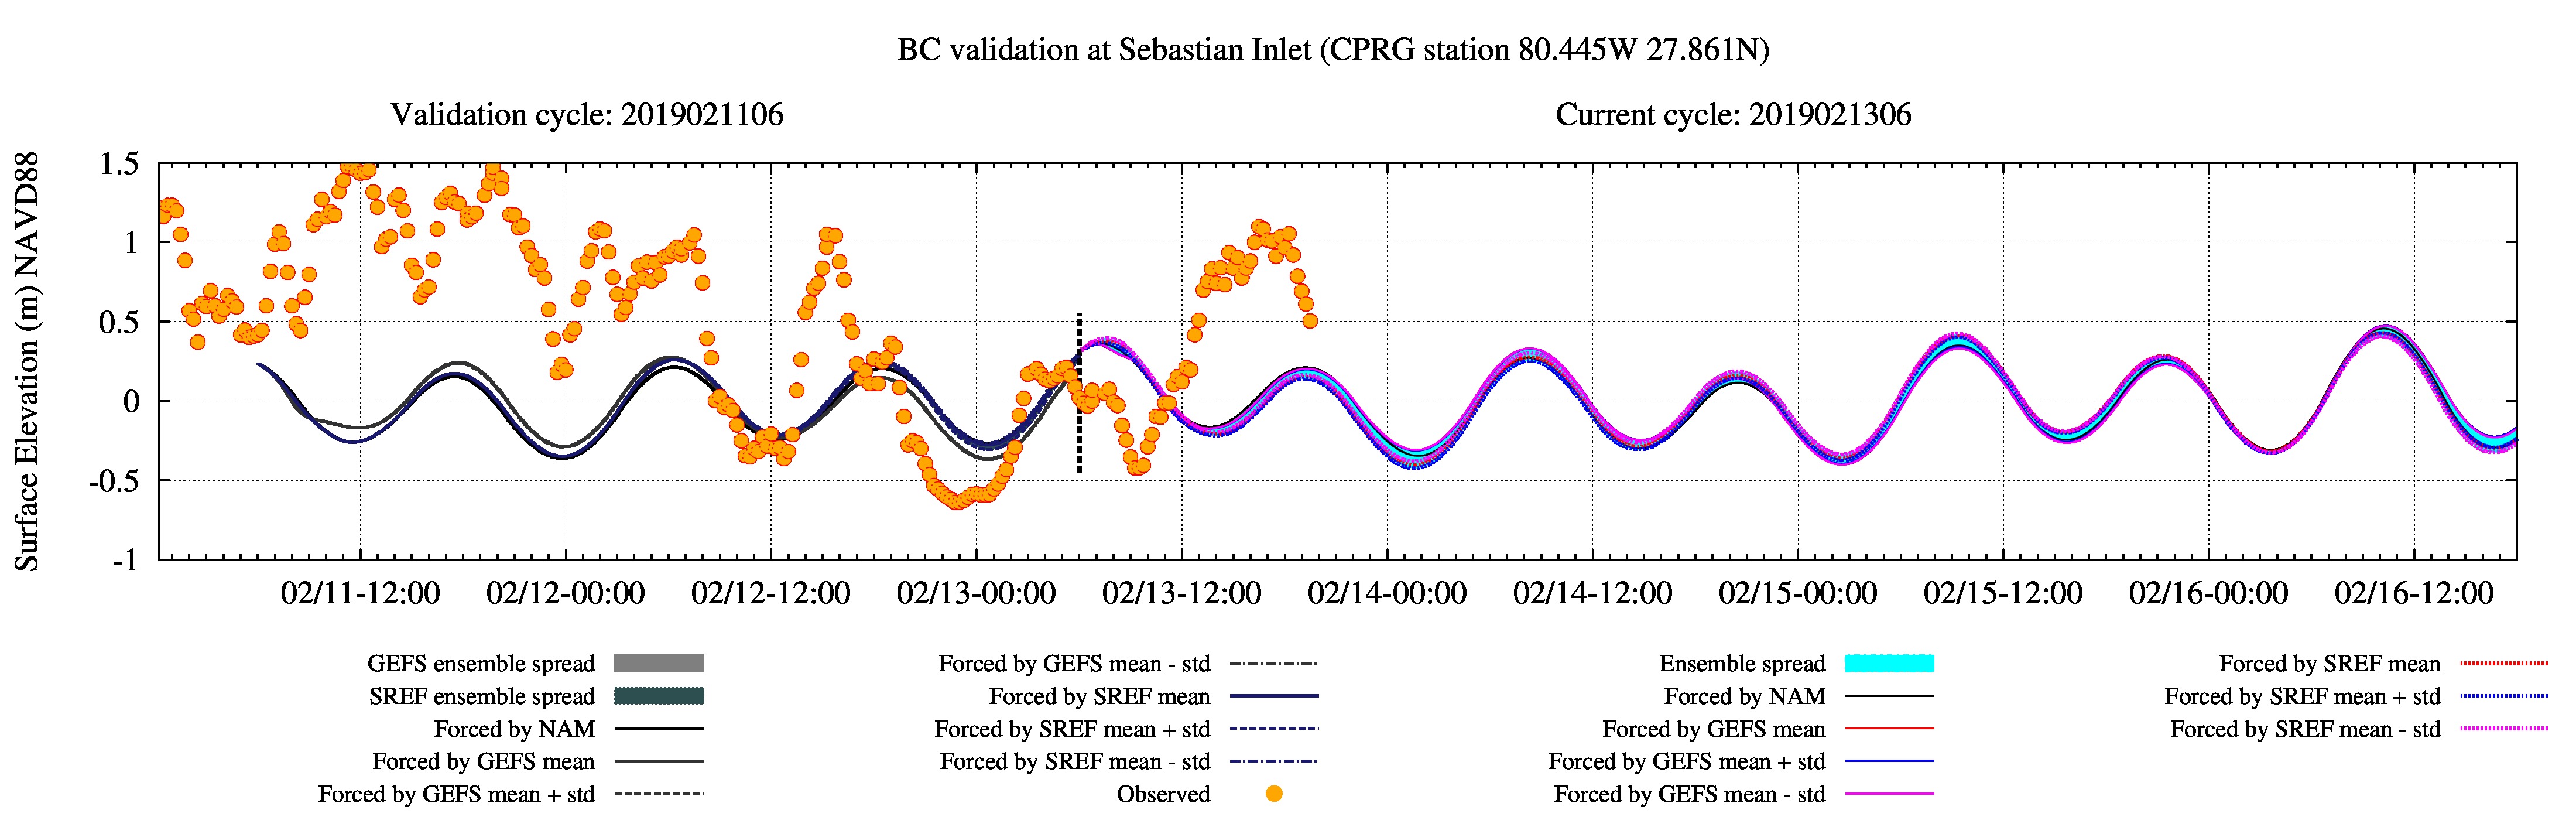 BC validation at Sebastian Inlet (CPRG station 80.445W 27.861N)
Validation cycle: 2019021106
Current cycle: 2019021306
Surface Elevation (m) NAVD88
1.5
1
0.5
0
-0.5
-1
02/11-12:00 02/12-00:00 02/12-12:00 02/13-00:00 02/13-12:00 02/14-00:00 02/14-12:00 02/15-00:00 02/15-12:00 02/16-00:00 02/16-12:00
GEFS ensemble spread
SREF ensemble spread
Forced by NAM
Forced by GEFS mean
Forced by GEFS mean + std
Forced by GEFS mean - std
Forced by SREF mean
Forced by SREF mean + std
Forced by SREF mean - std
Observed
Ensemble spread
Forced by NAM
Forced by GEFS mean
Forced by GEFS mean + std
Forced by GEFS mean - std
Forced by SREF mean
Forced by SREF mean + std
Forced by SREF mean - std